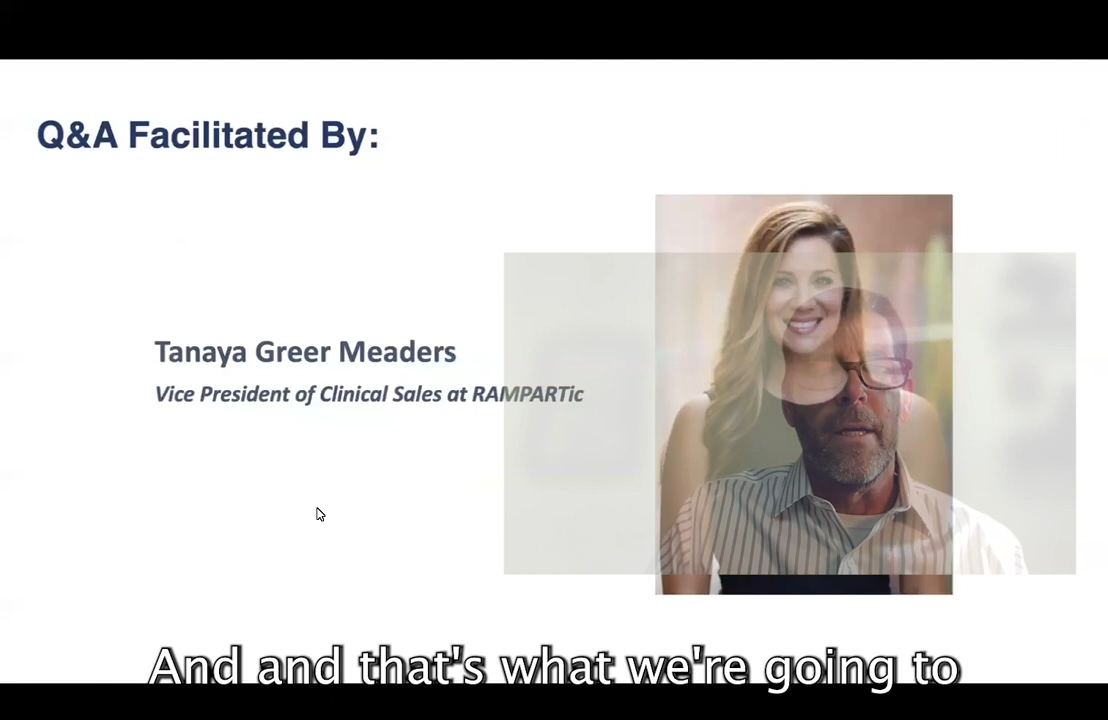 Q&A Facilitated By:
Tanaya Greer Meaders
Vice President of Clinical Sales at RAMPARTic
And and that's what we're going to